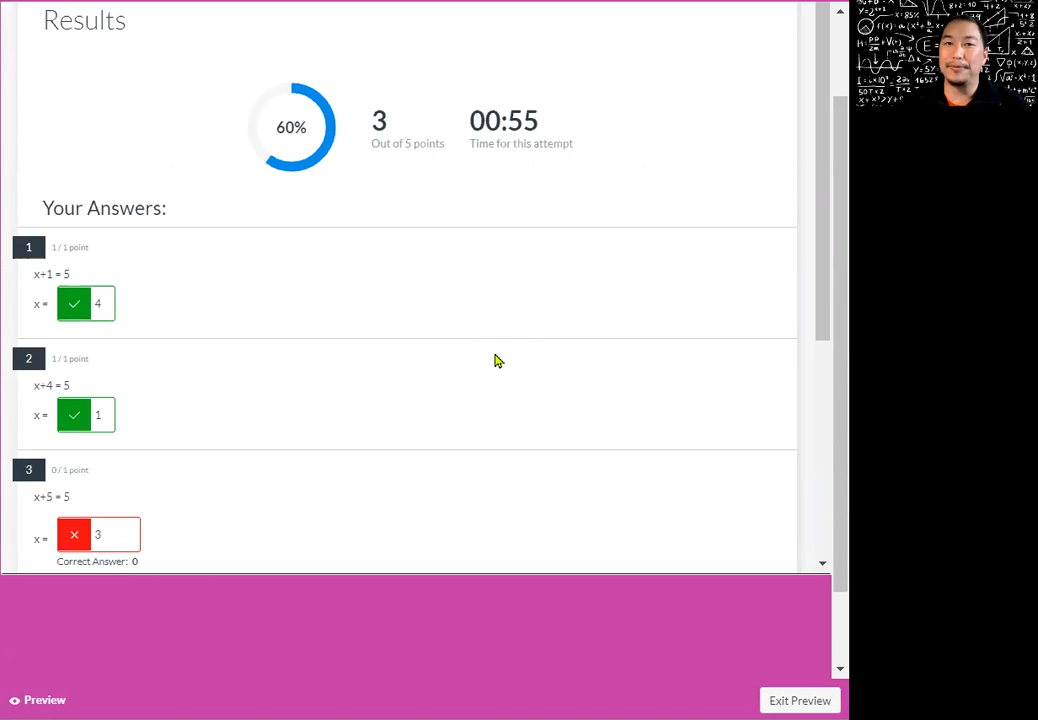 Results
60%
3
Out of 5 points
00:55
Time for this attempt
Your Answers:
1
1 / 1 point
x+1 = 5
x = 4
2
1 / 1 point
x+4 = 5
x = 1
3
0 / 1 point
x+5 = 5
x = 3
Correct Answer: 0
Preview
Exit Preview